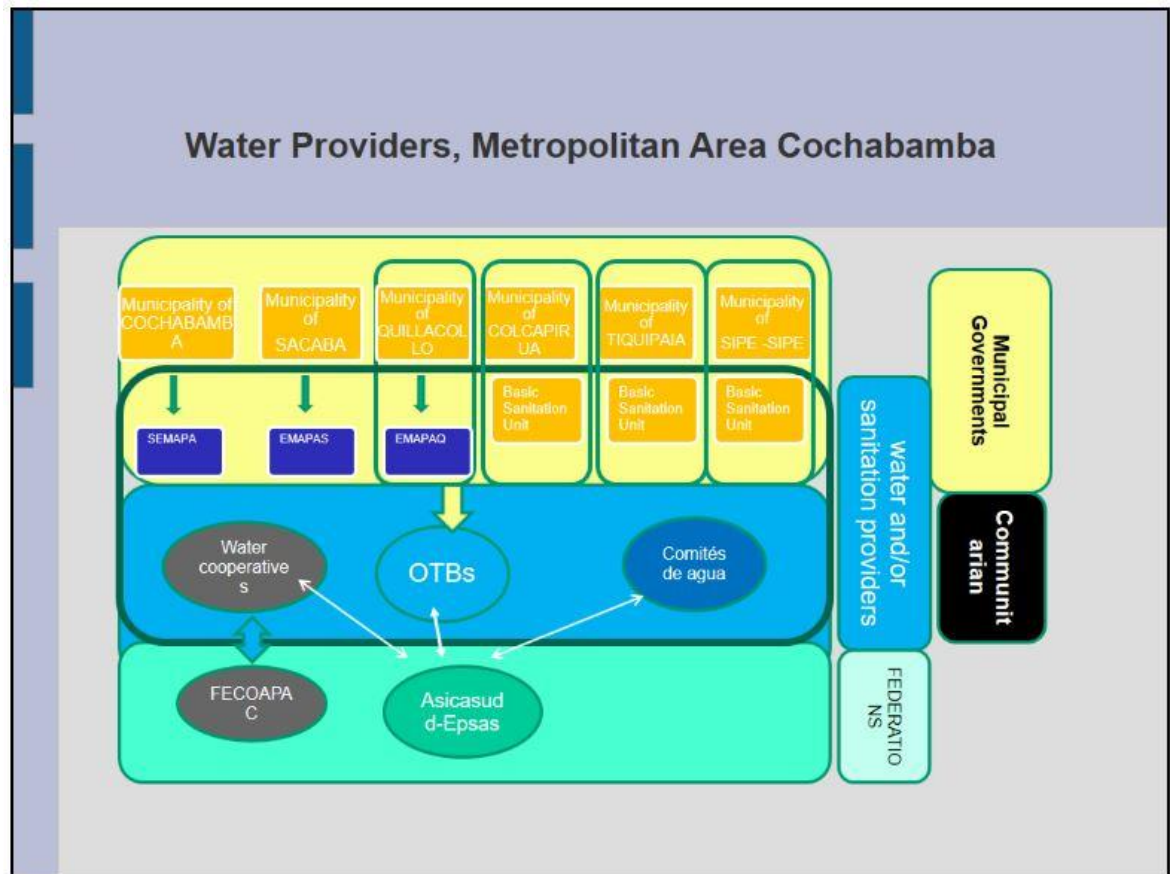 Water Providers, Metropolitan Area Cochabamba
Municipality of
COCHABAMB
A
Municipality
of
SACABA
Municipality
of
QUILLACOL
LO
Municipality
of
COLCAPIR
UA
Municipality of
TIQUIPAIA
Municipality
of
SIPE -SIPE
SEMAPA
EMAPAS
EMAPAQ
Basic
Sanitation
Unit
Basic
Sanitation
Unit
Basic
Sanitation
Unit
Water
cooperative
s
OTBs
Comités
de agua
FECOAPA
C
Asicasud
d-Epsas
water and/or
sanitation providers
Municipal
Governments
Communit
arian
FEDERATIO
NS